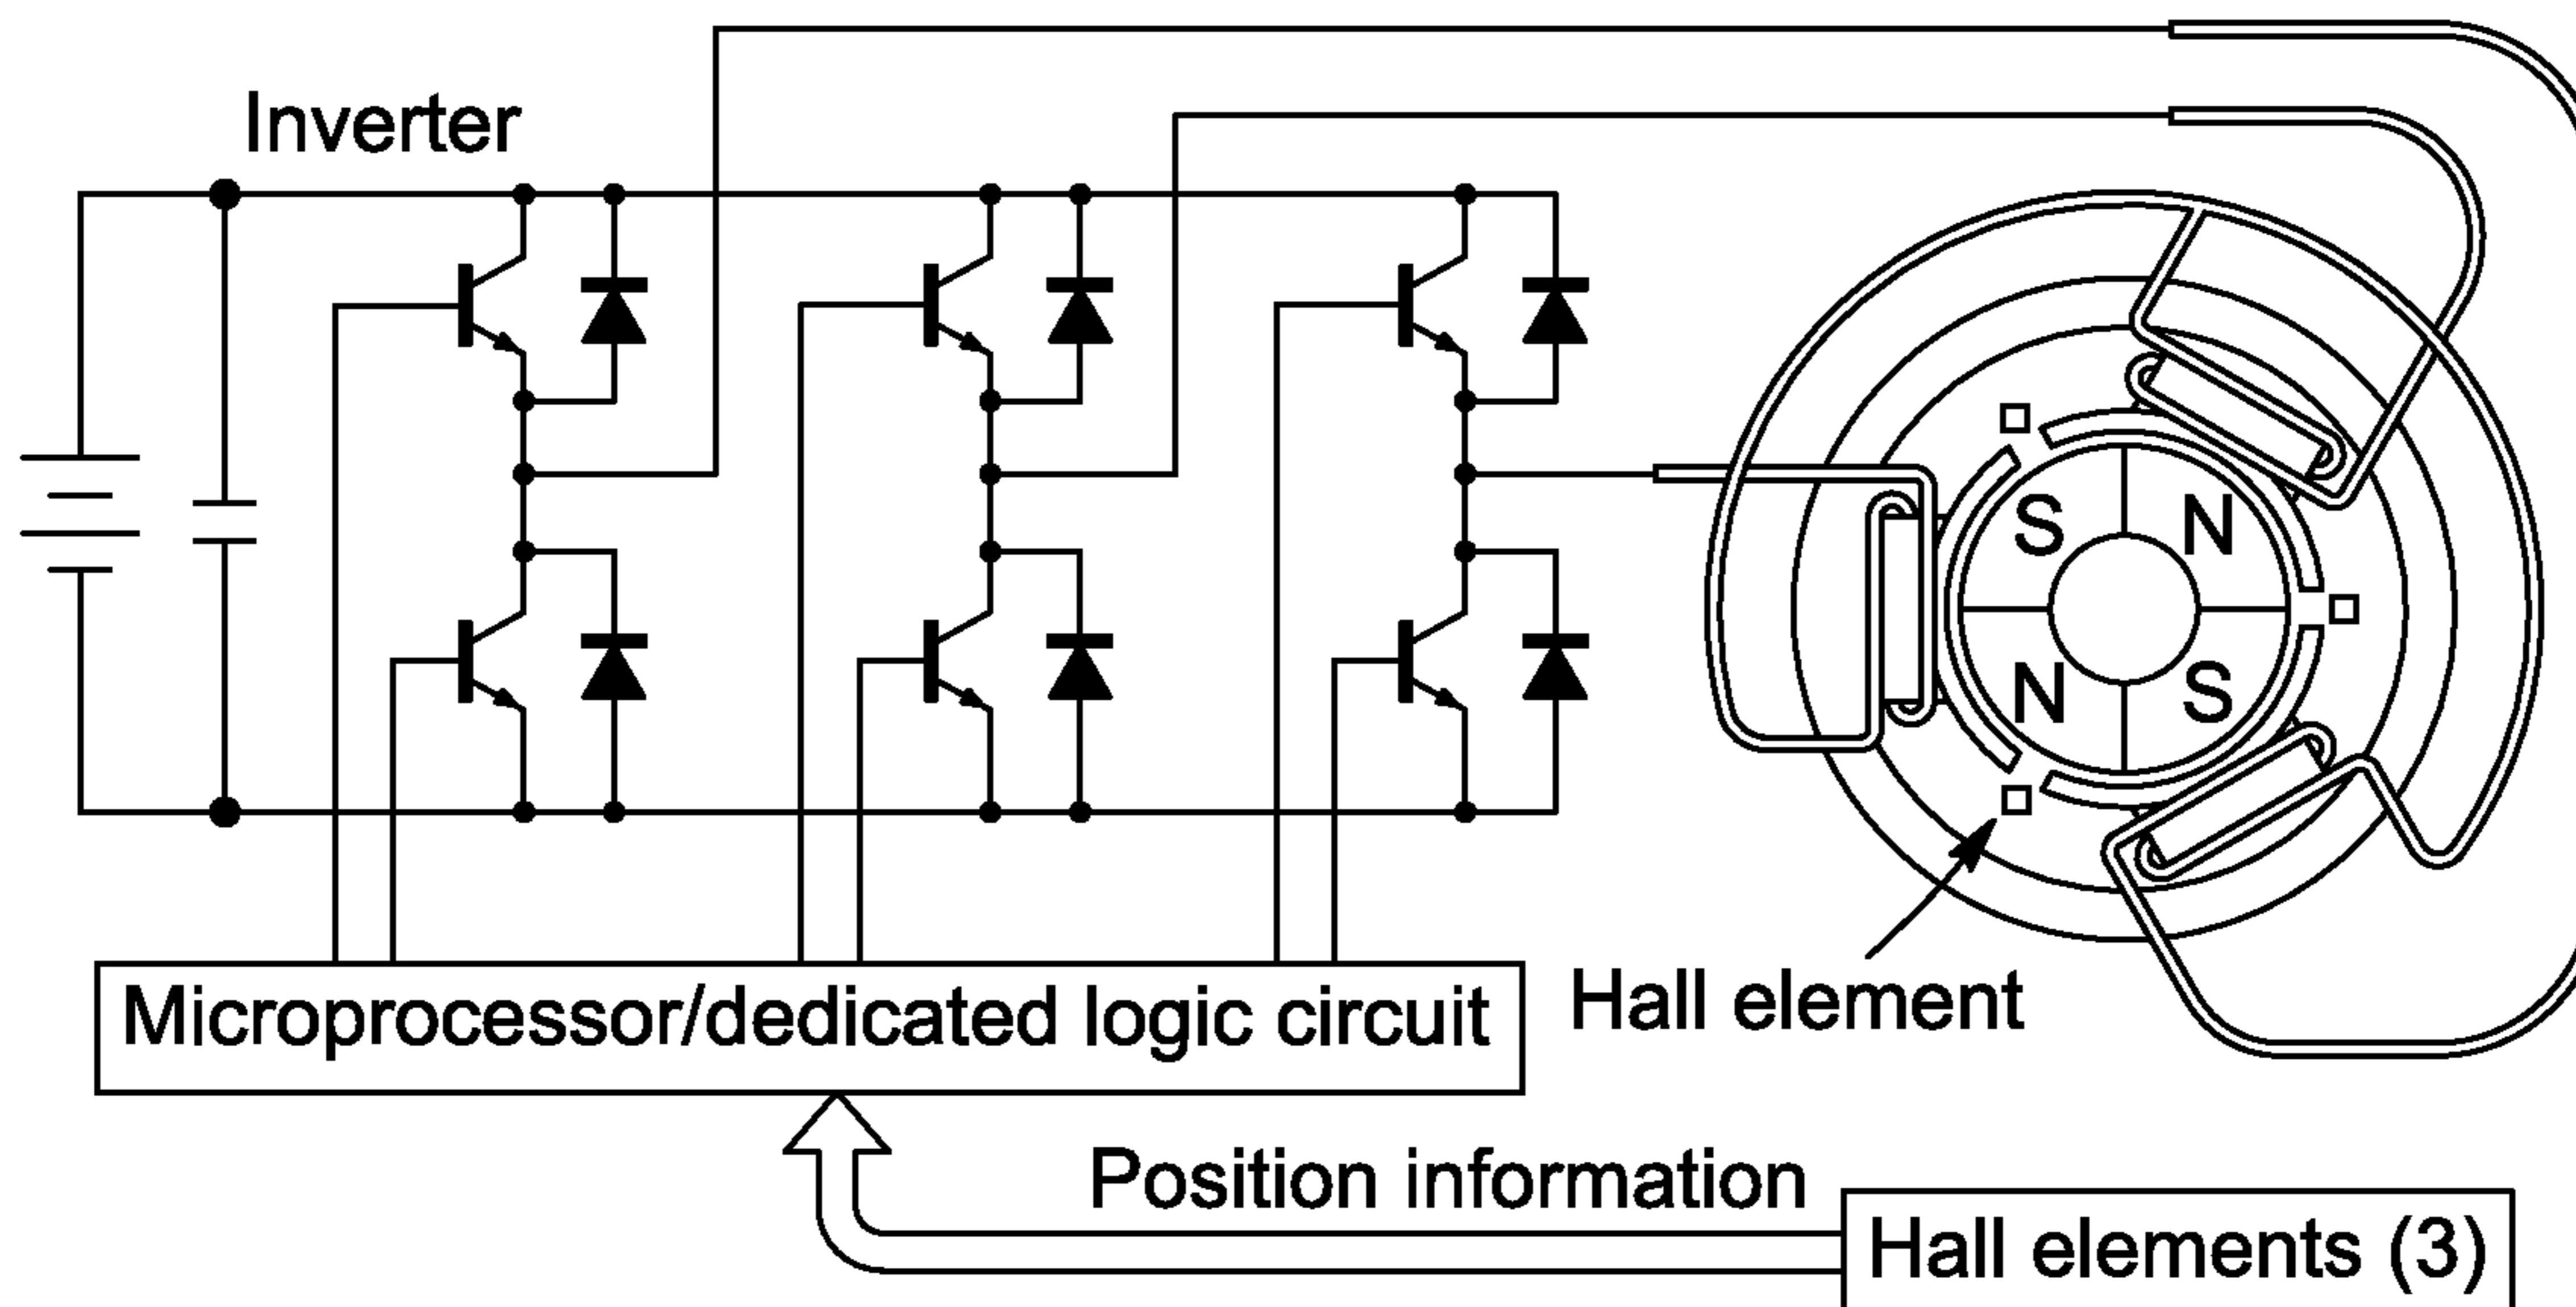 Inverter
S
N
N
S
Hall element
Microprocessor/dedicated logic circuit
Position information
Hall elements (3)